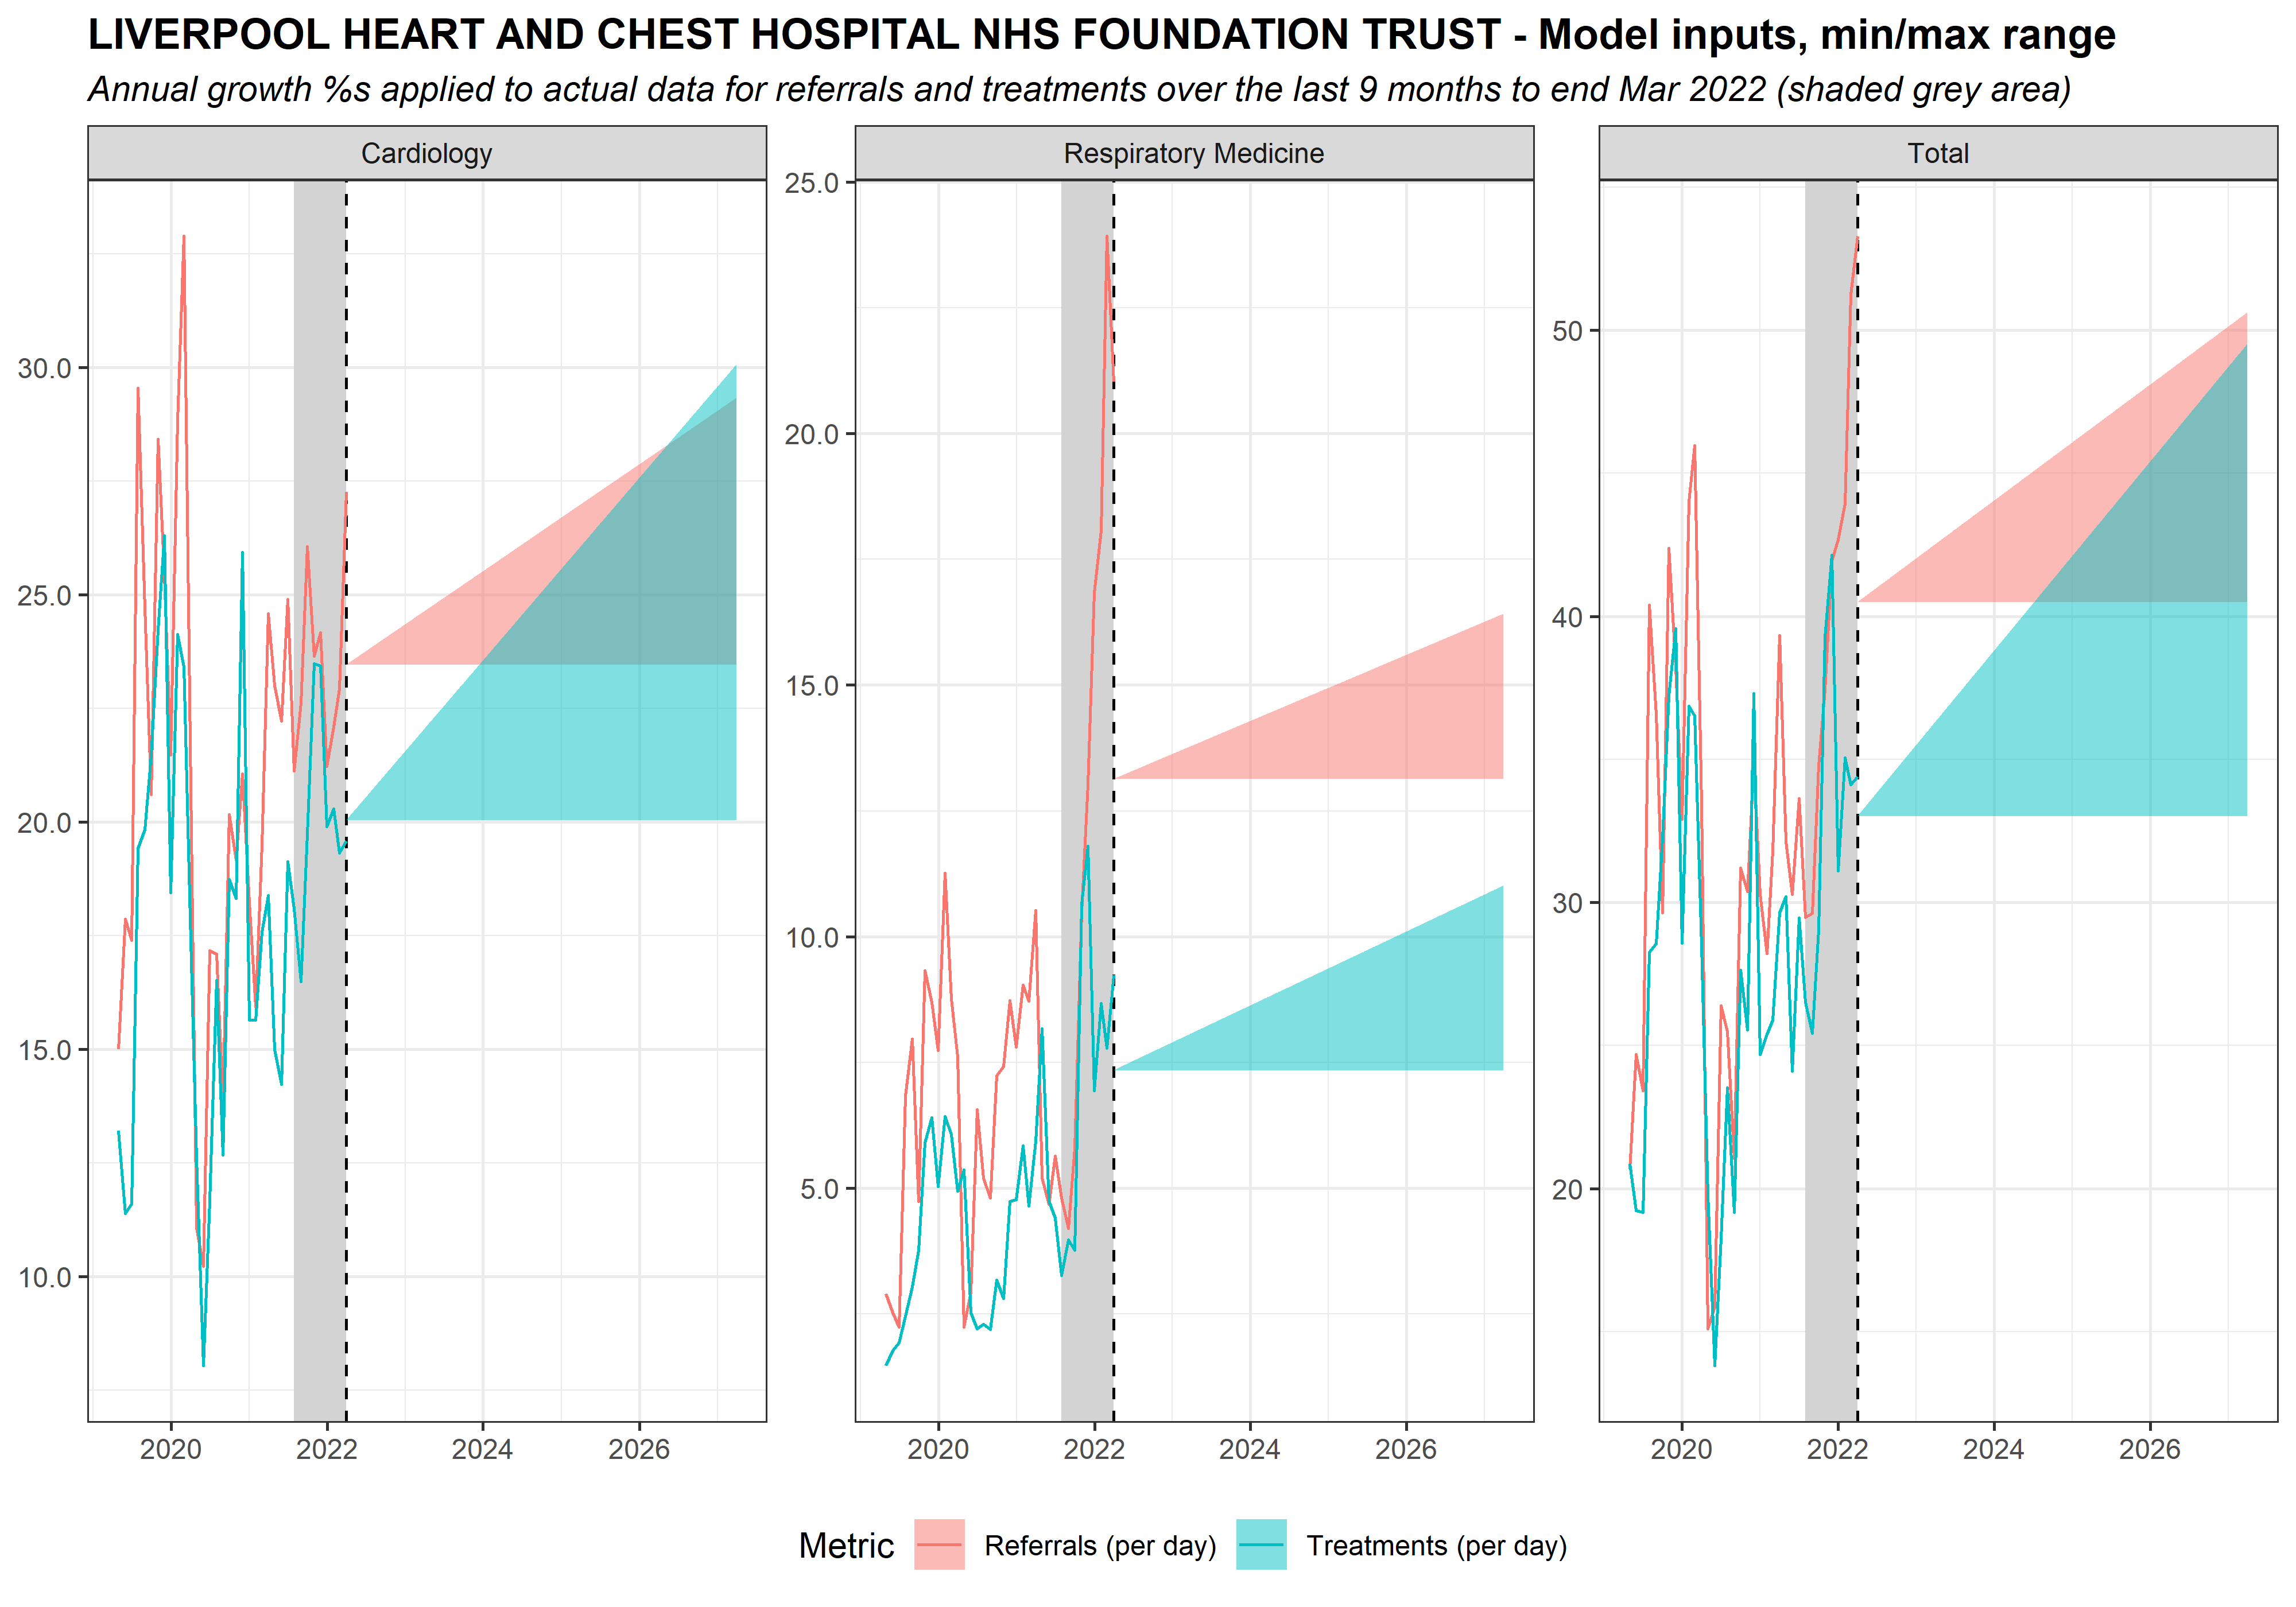 LIVERPOOL HEART AND CHEST HOSPITAL NHS FOUNDATION TRUST - Model inputs, min/max range
Annual growth %s applied to actual data for referrals and treatments over the last 9 months to end Mar 2022 (shaded grey area)
Cardiology
30.0
25.0
20.0
15.0
10.0
2020 2022 2024 2026
Respiratory Medicine
25.0
20.0
15.0
10.0
5.0
2020 2022 2024 2026
Total
50
40
30
20
2020 2022 2024 2026
Metric Referrals (per day) Treatments (per day)